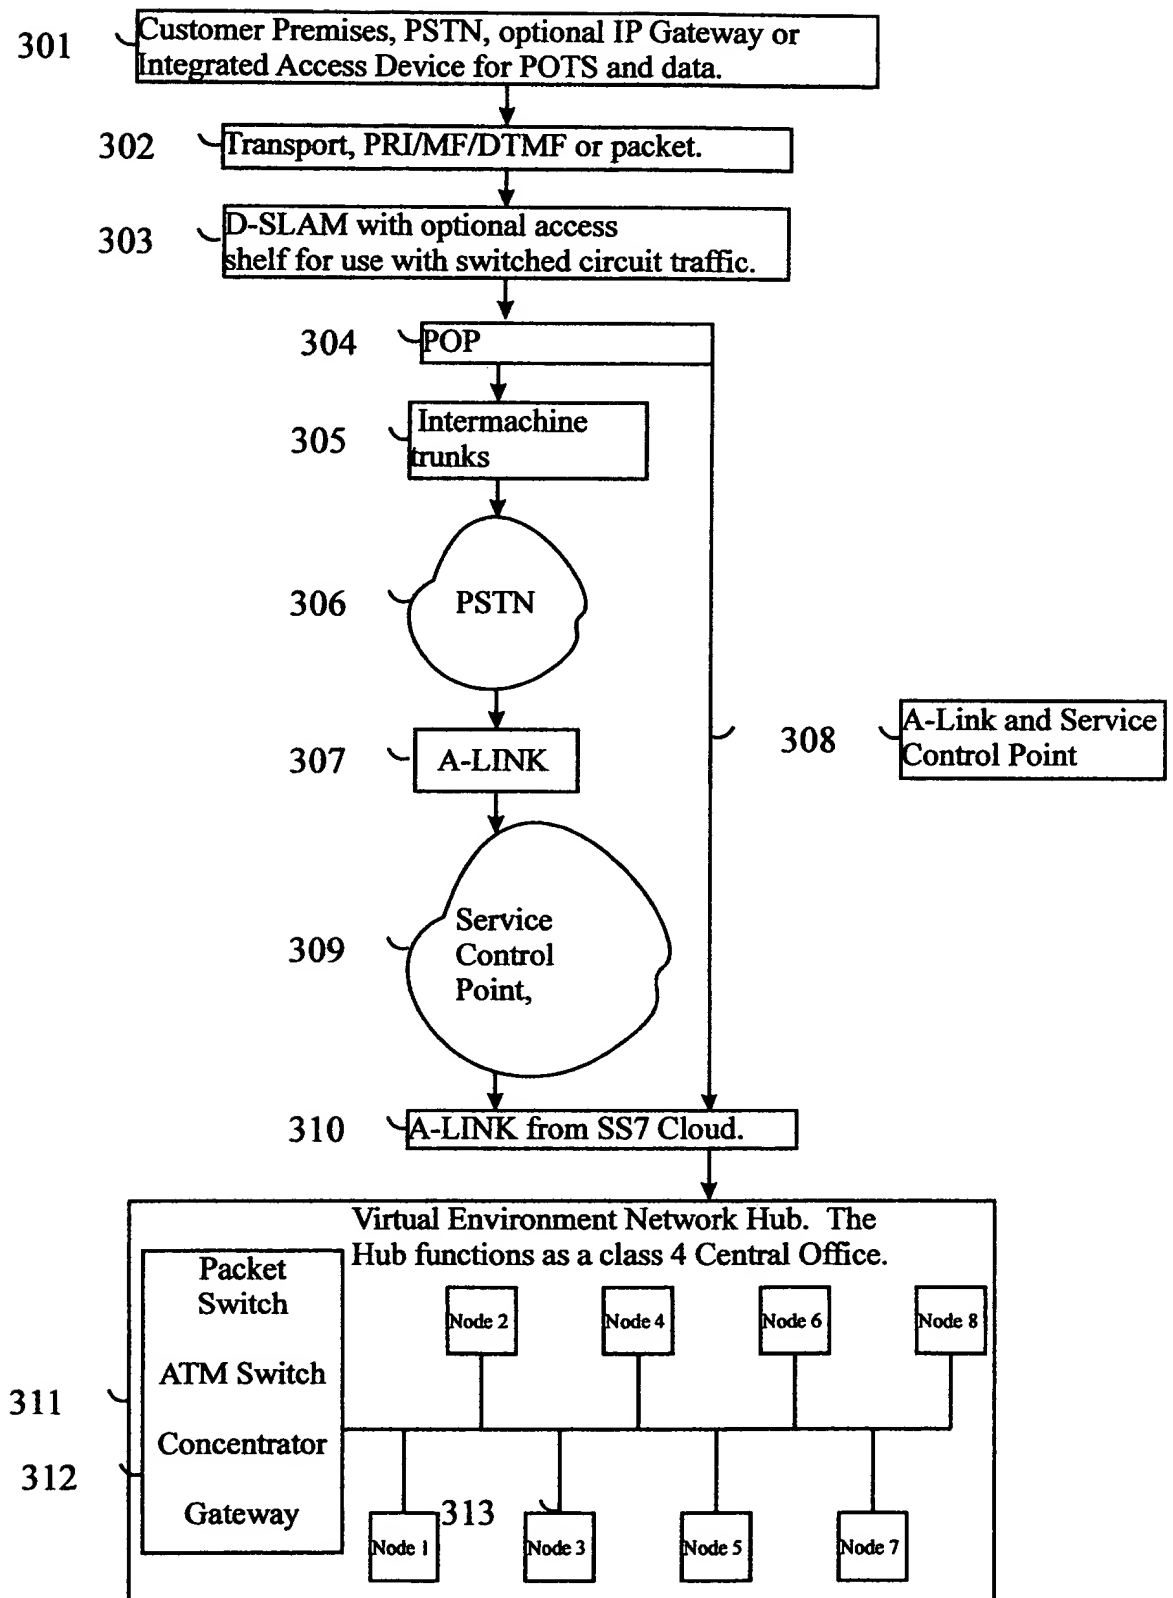 301
Customer Premises, PSTN, optional IP Gateway or
Integrated Access Device for POTS and data.
302
Transport, PRI/MF/DTMF or packet.
303
D-SLAM with optional access
shelf for use with switched circuit traffic.
304
POP
305
Intermachine
trunks
306
PSTN
307
A-LINK
308
A-Link and Service
Control Point
309
Service
Control
Point,
310
A-LINK from SS7 Cloud.
Virtual Environment Network Hub. The
Hub functions as a class 4 Central Office.
311
312
Packet
Switch
ATM Switch
Concentrator
Gateway
Node 2
Node 4
Node 6
Node 8
313
Node 1
Node 3
Node 5
Node 7